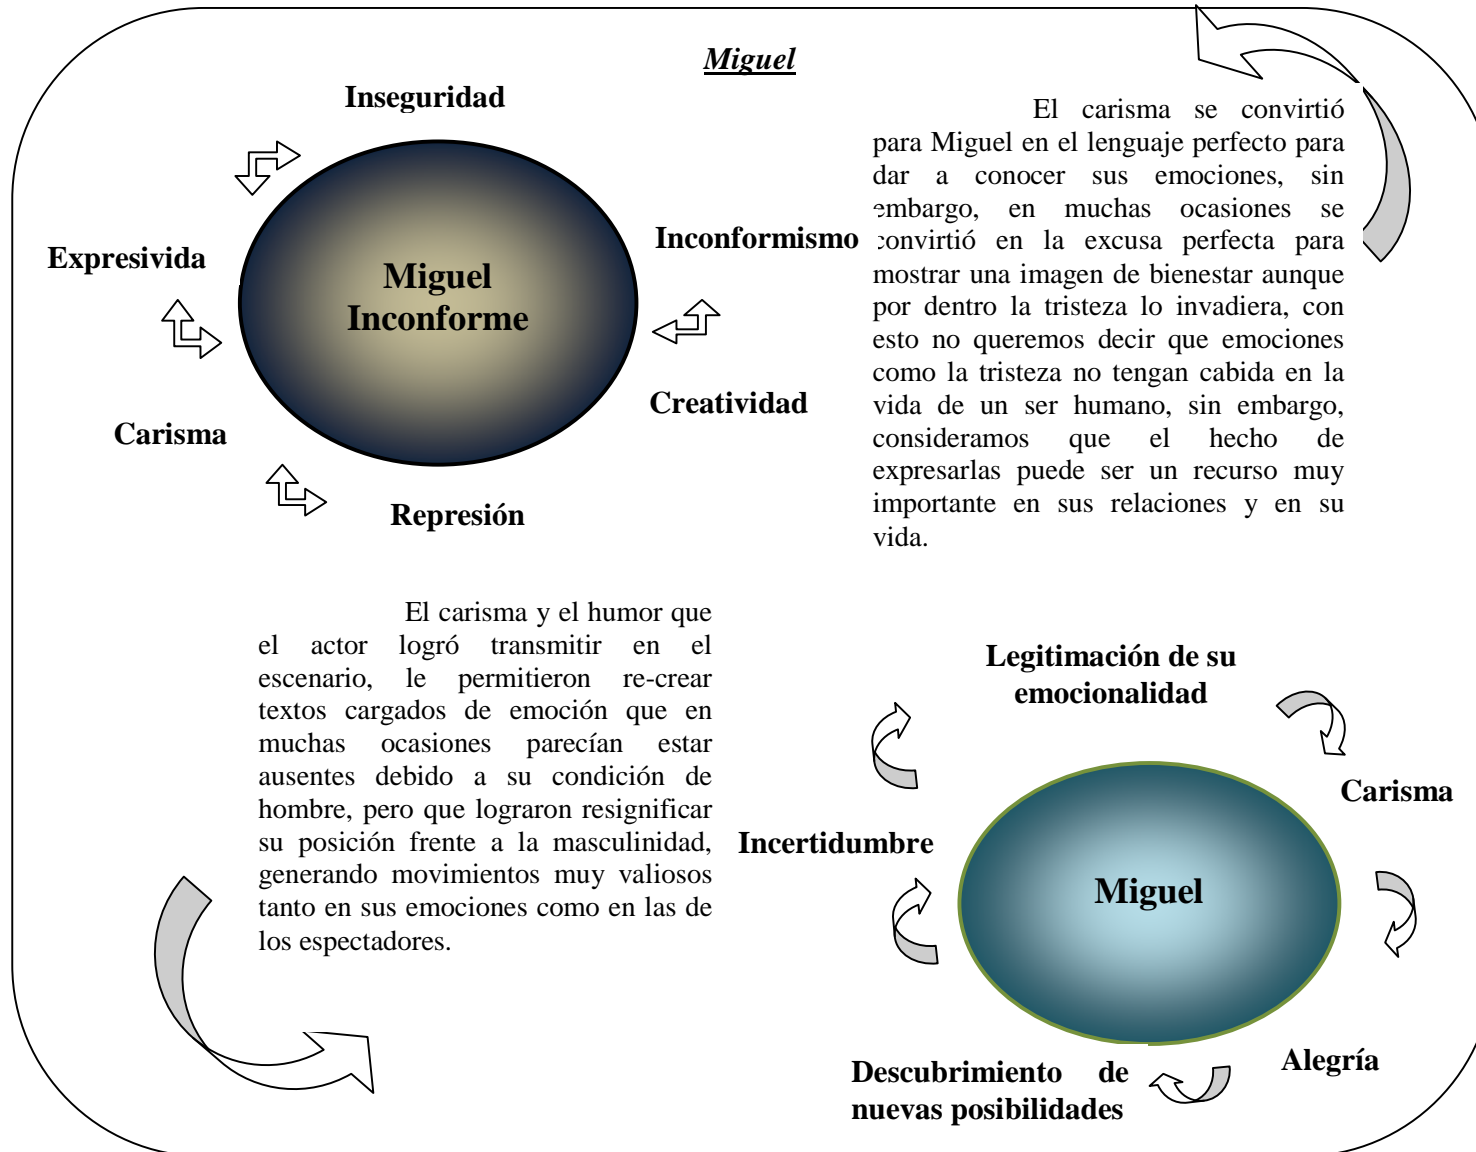 Miguel
Inseguridad
Expresivida
Inconformismo
Miguel
Inconforme
Carisma
Creatividad
Represión
El carisma se convirtió
para Miguel en el lenguaje perfecto para
dar a conocer sus emociones, sin
embargo, en muchas ocasiones se
convirtió en la excusa perfecta para
mostrar una imagen de bienestar aunque
por dentro la tristeza lo invadiera, con
esto no queremos decir que emociones
como la tristeza no tengan cabida en la
vida de un ser humano, sin embargo,
consideramos que el hecho de
expresarlas puede ser un recurso muy
importante en sus relaciones y en su
vida.
El carisma y el humor que
el actor logró transmitir en el
escenario, le permitieron re-crear
textos cargados de emoción que en
muchas ocasiones parecían estar
ausentes debido a su condición de
hombre, pero que lograron resignificar
su posición frente a la masculinidad,
generando movimientos muy valiosos
tanto en sus emociones como en las de
los espectadores.
Legitimación de su
emocionalidad
Carisma
Incertidumbre
Miguel
Alegría
Descubrimiento de
nuevas posibilidades